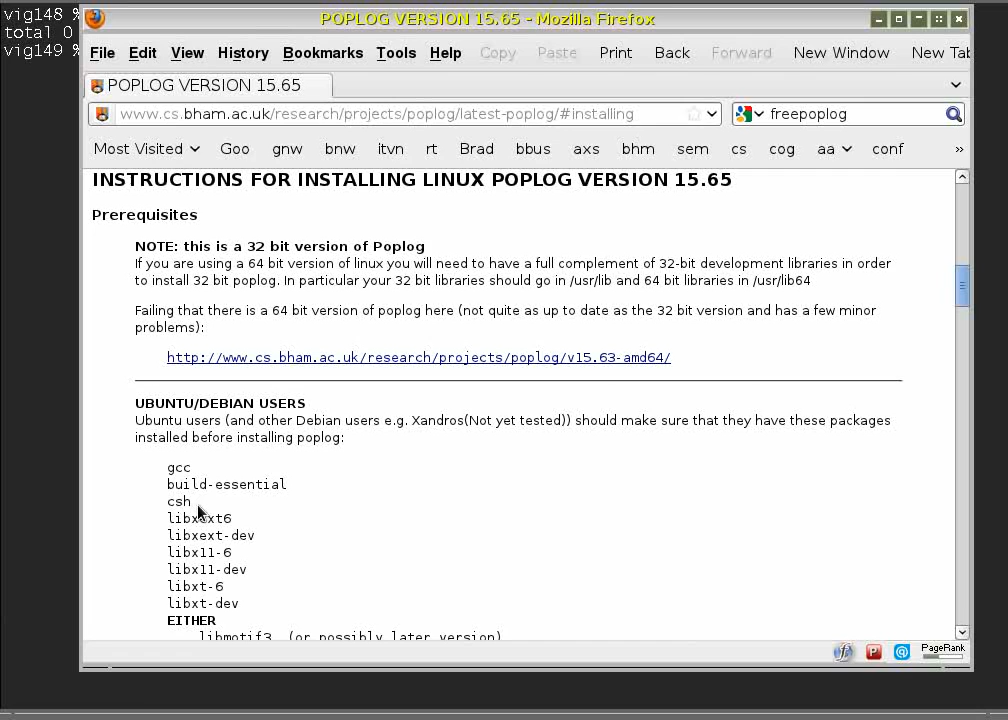 vig148 %
total 0
vig149 %
POPLOG VERSION 15.65 - Mozilla Firefox
File Edit View History Bookmarks Tools Help Copy Paste Print Back Forward New Window New Tab
POPLOG VERSION 15.65
www.cs.bham.ac.uk/research/projects/poplog/latest-poplog/#installing freepoplog
Most Visited Goo gnw bnw itvn rt Brad bbus axs bhm sem cs cog aa conf »
INSTRUCTIONS FOR INSTALLING LINUX POPLOG VERSION 15.65
Prerequisites
NOTE: this is a 32 bit version of Poplog
If you are using a 64 bit version of linux you will need to have a full complement of 32-bit development libraries in order
to install 32 bit poplog. In particular your 32 bit libraries should go in /usr/lib and 64 bit libraries in /usr/lib64
Failing that there is a 64 bit version of poplog here (not quite as up to date as the 32 bit version and has a few minor
problems):
http://www.cs.bham.ac.uk/research/projects/poplog/v15.63-amd64/
UBUNTU/DEBIAN USERS
Ubuntu users (and other Debian users e.g. Xandros(Not yet tested)) should make sure that they have these packages
installed before installing poplog:
gcc
build-essential
csh
libxext6
libxext-dev
libx11-6
libx11-dev
libxt-6
libxt-dev
EITHER
libmotif3 (or possibly later version)
PageRank